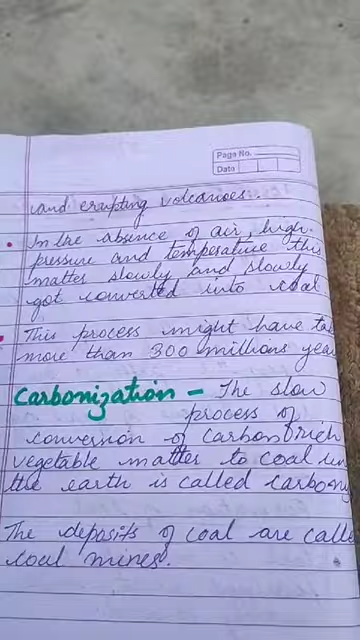 Page No.
Date
and erupting volcanoes.
In the absence of air, high
pressure and temperature this
matter slowly and slowly
got converted into coal
This process might have ta
more than 300 millions year
Carbonization - The slow
process of
conversion of carbon rich
vegetable matter to coal un
the earth is called carboni
The deposits of coal are calle
coal mines.